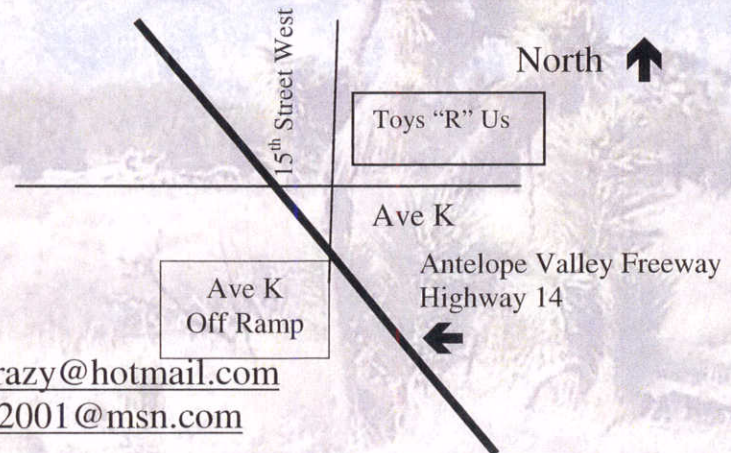 North
15th Street West
Toys “R” Us
Ave K
Antelope Valley Freeway
Highway 14
Ave K
Off Ramp
razy@hotmail.com
2001@msn.com